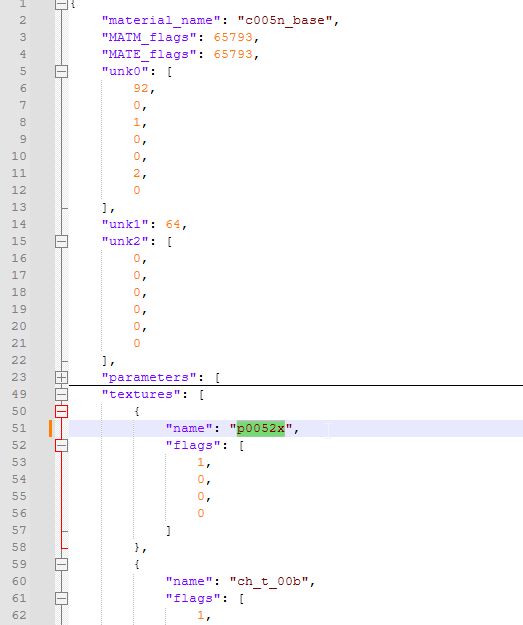 1 {
2 "material_name": "c005n_base",
3 "MATM_flags": 65793,
4 "MATE_flags": 65793,
5 "unk0": [
6 92,
7 0,
8 1,
9 0,
10 0,
11 2,
12 0
13 ],
14 "unk1": 64,
15 "unk2": [
16 0,
17 0,
18 0,
19 0,
20 0,
21 0
22 ],
23 "parameters": [
49 "textures": [
50 {
51 "name": "p0052x",
52 "flags": [
53 1,
54 0,
55 0,
56 0
57 ]
58 },
59 {
60 "name": "ch_t_00b",
61 "flags": [
62 1,